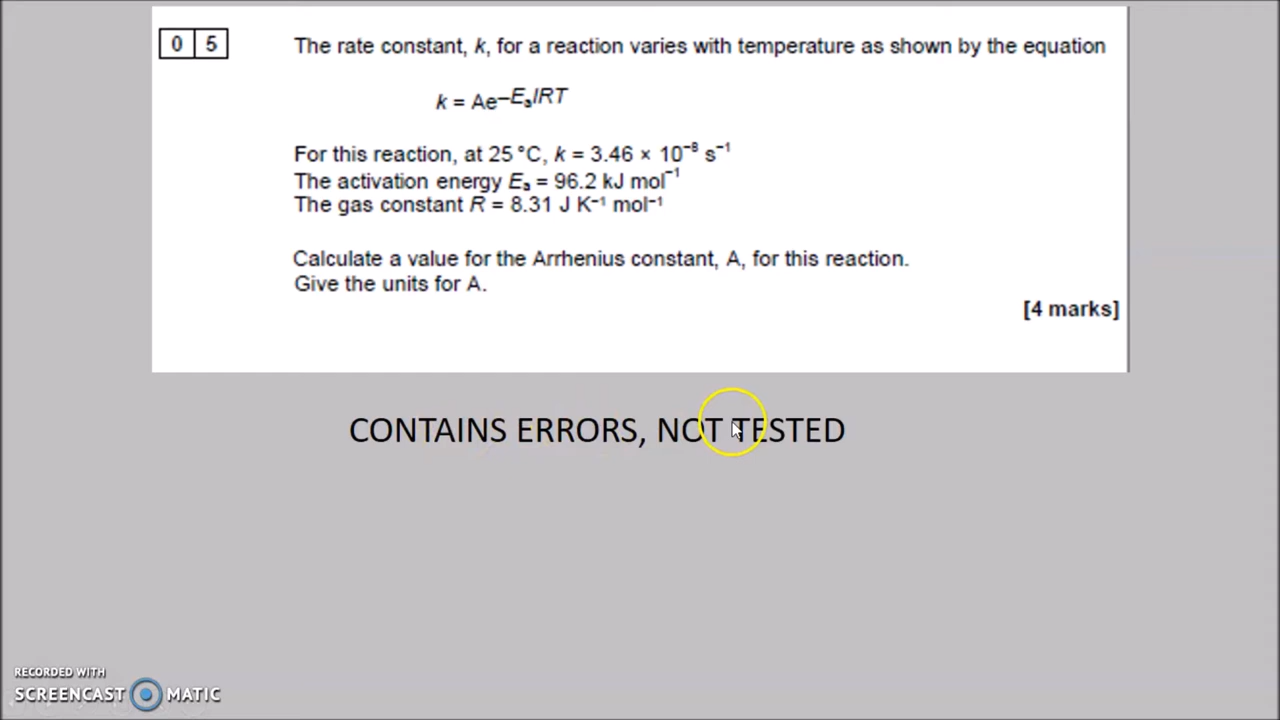 0 5
The rate constant, k, for a reaction varies with temperature as shown by the equation
k = Ae⁻ᴱₐ/RT
For this reaction, at 25 °C, k = 3.46 × 10⁻⁸ s⁻¹
The activation energy Eₐ = 96.2 kJ mol⁻¹
The gas constant R = 8.31 J K⁻¹ mol⁻¹
Calculate a value for the Arrhenius constant, A, for this reaction.
Give the units for A.
[4 marks]
CONTAINS ERRORS, NOT TESTED
RECORDED WITH
SCREENCAST MATIC